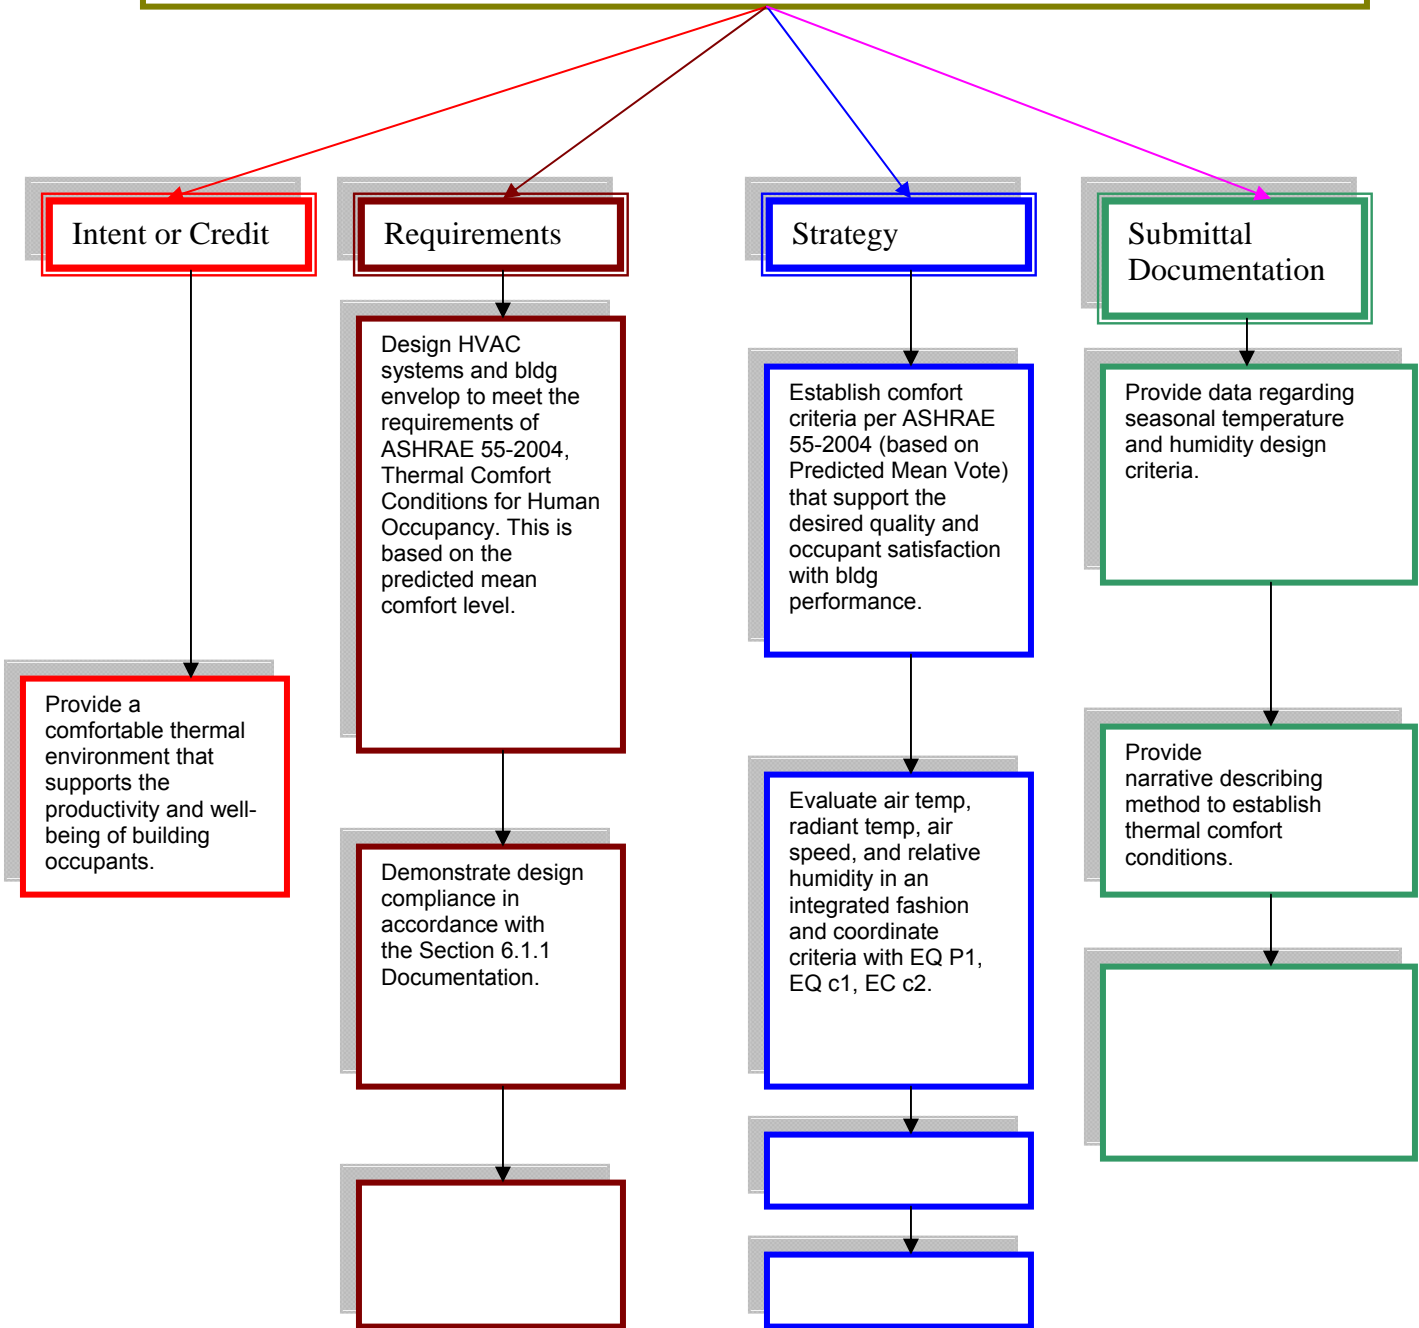 Intent or Credit
Requirements
Strategy
Submittal
Documentation
Provide a
comfortable thermal
environment that
supports the
productivity and well-
being of building
occupants.
Design HVAC
systems and bldg
envelop to meet the
requirements of
ASHRAE 55-2004,
Thermal Comfort
Conditions for Human
Occupancy. This is
based on the
predicted mean
comfort level.
Demonstrate design
compliance in
accordance with
the Section 6.1.1
Documentation.
Establish comfort
criteria per ASHRAE
55-2004 (based on
Predicted Mean Vote)
that support the
desired quality and
occupant satisfaction
with bldg
performance.
Evaluate air temp,
radiant temp, air
speed, and relative
humidity in an
integrated fashion
and coordinate
criteria with EQ P1,
EQ c1, EC c2.
Provide data regarding
seasonal temperature
and humidity design
criteria.
Provide
narrative describing
method to establish
thermal comfort
conditions.